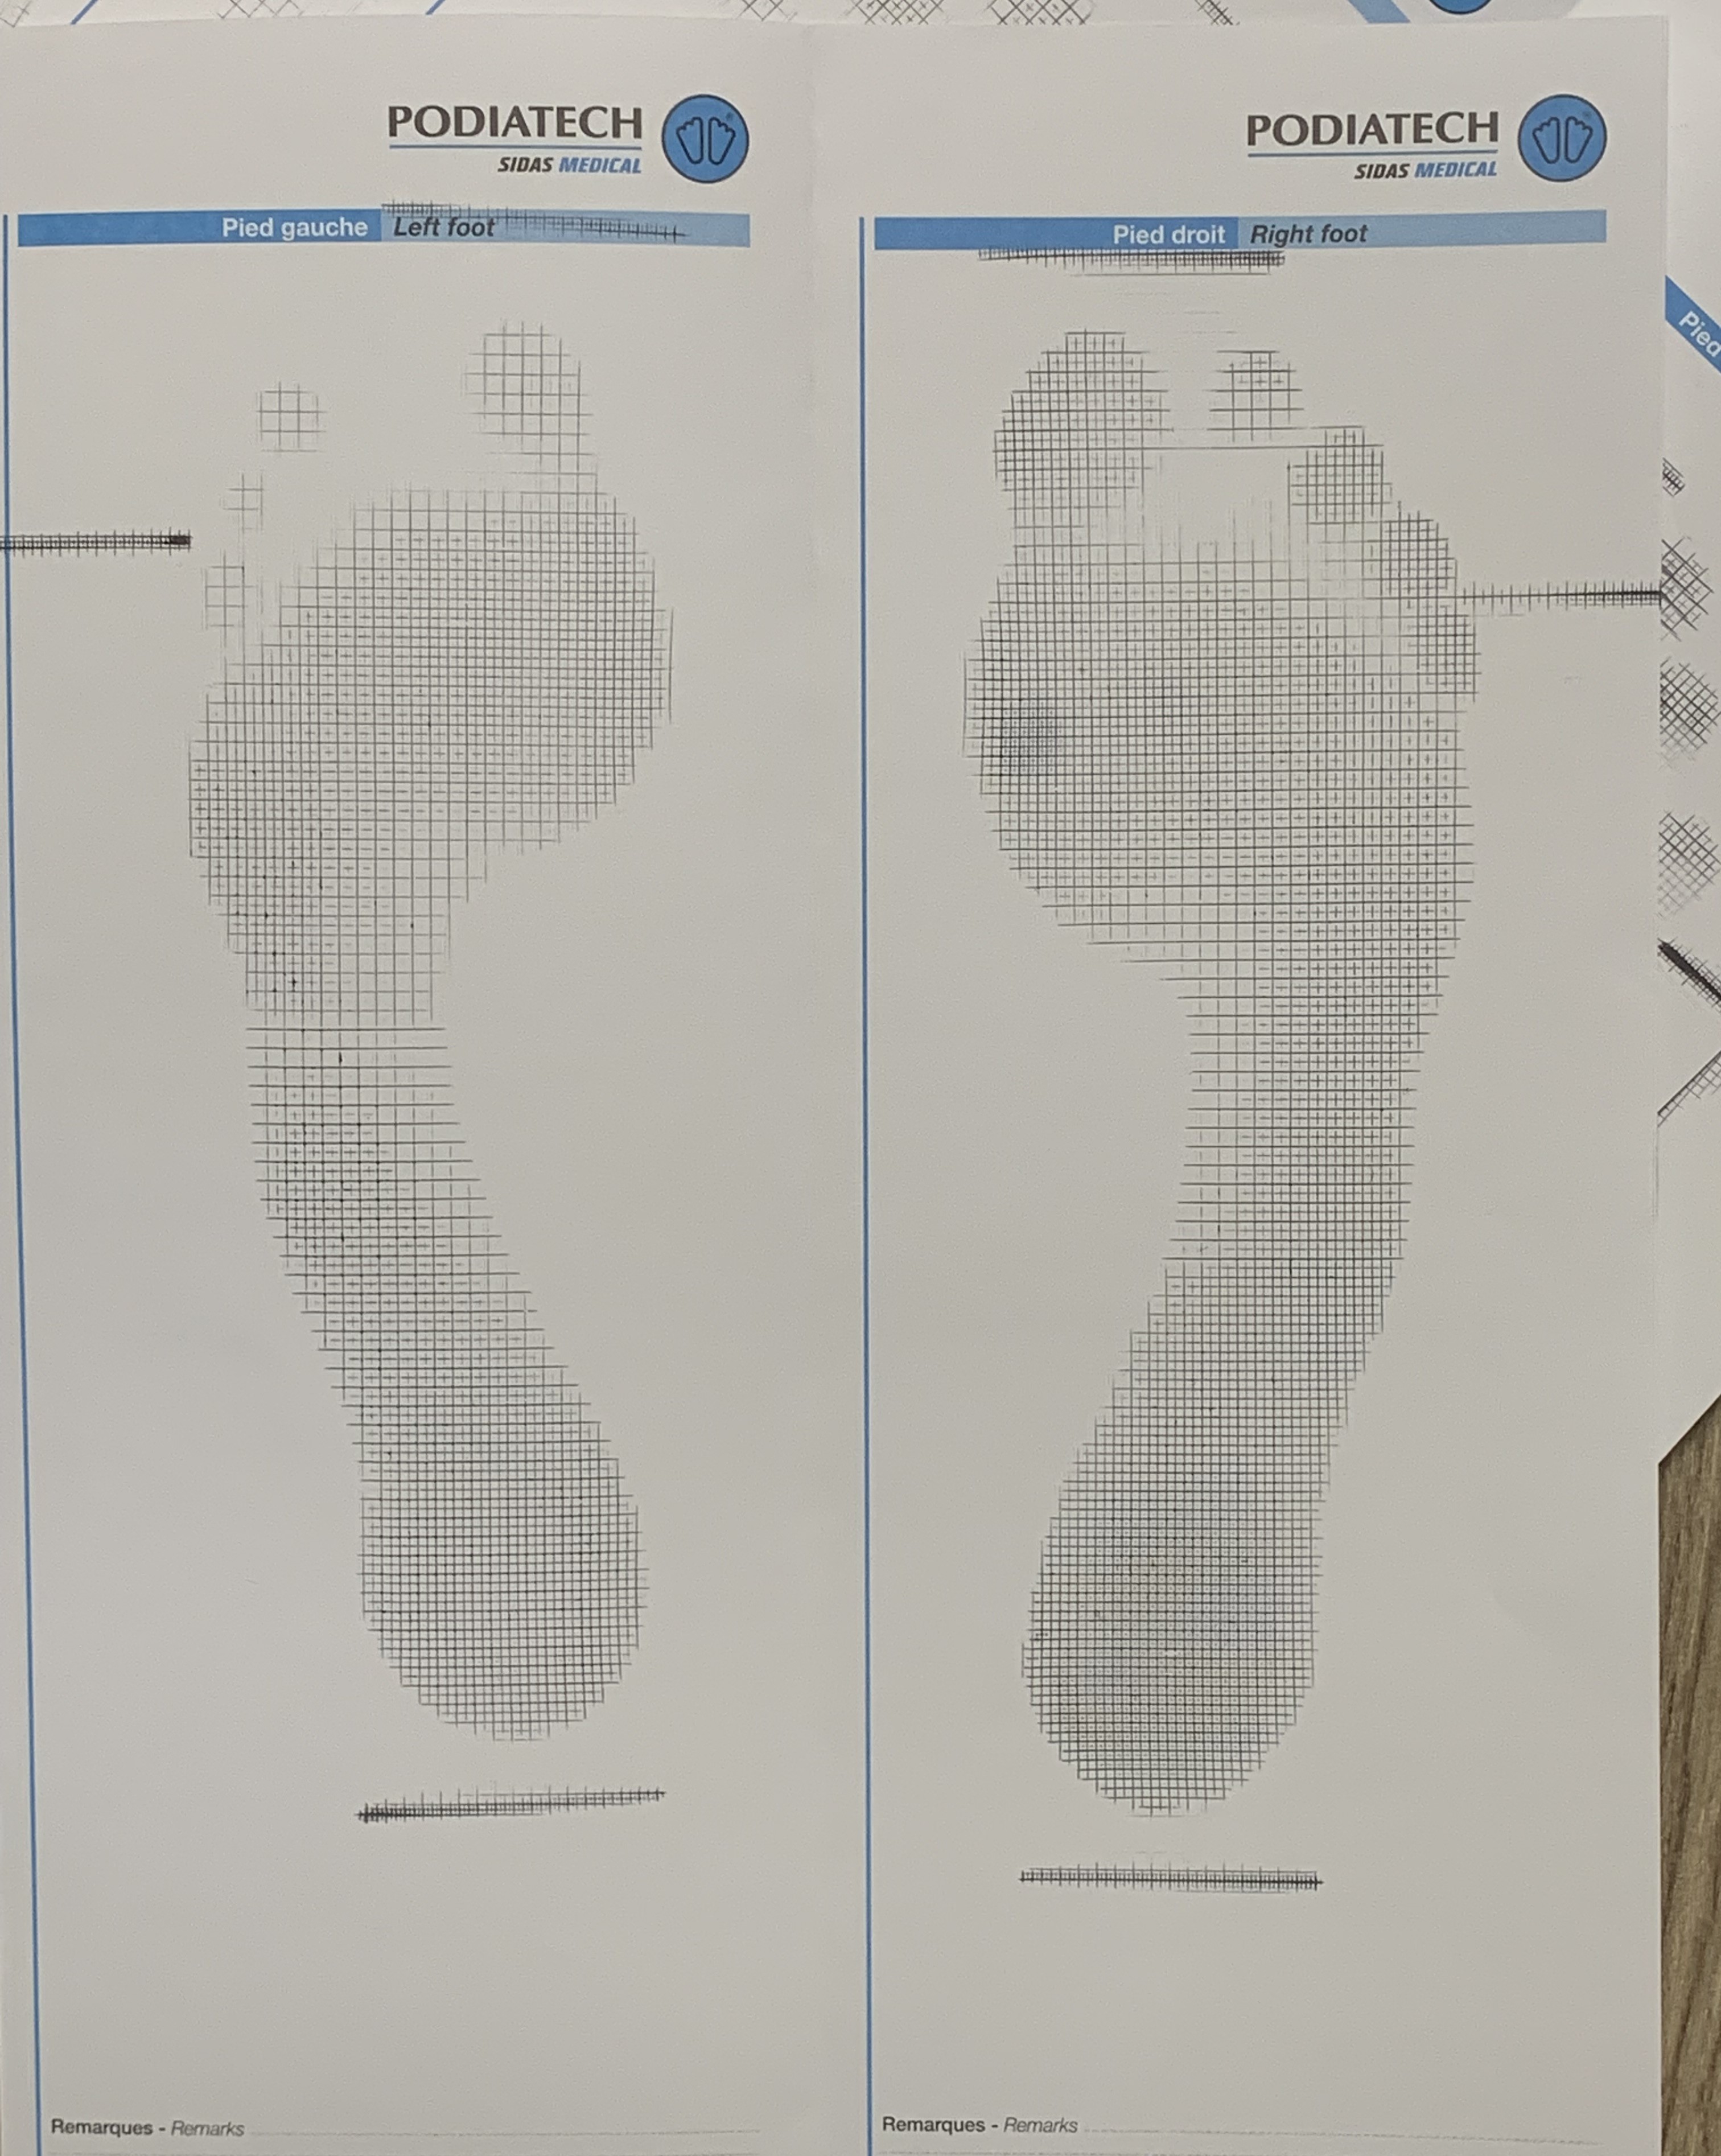 PODIATECH
SIDAS MEDICAL
Pied gauche Left foot
Remarques - Remarks
PODIATECH
SIDAS MEDICAL
Pied droit Right foot
Remarques - Remarks
Pied